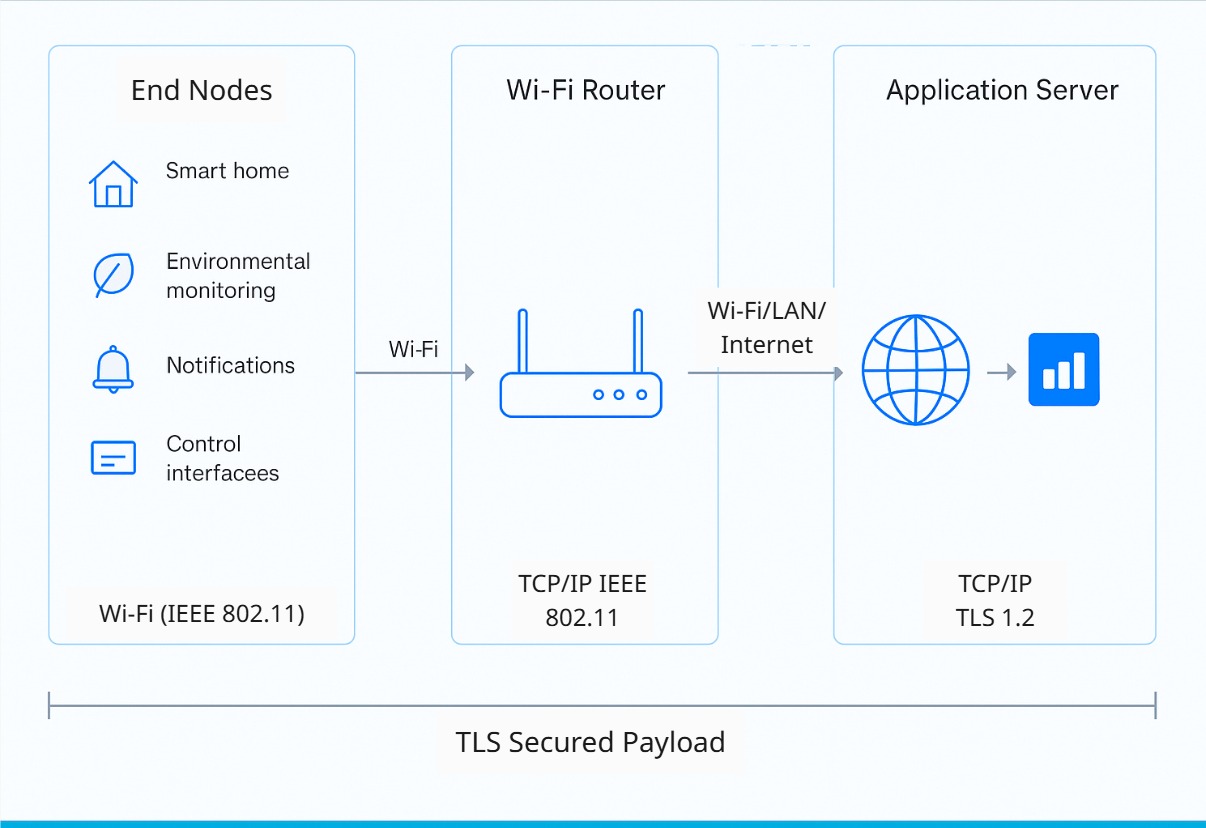 End Nodes
Smart home
Environmental
monitoring
Notifications
Control
interfacees
Wi-Fi (IEEE 802.11)
Wi-Fi
Wi-Fi Router
TCP/IP IEEE
802.11
Wi-Fi/LAN/
Internet
Application Server
TCP/IP
TLS 1.2
TLS Secured Payload